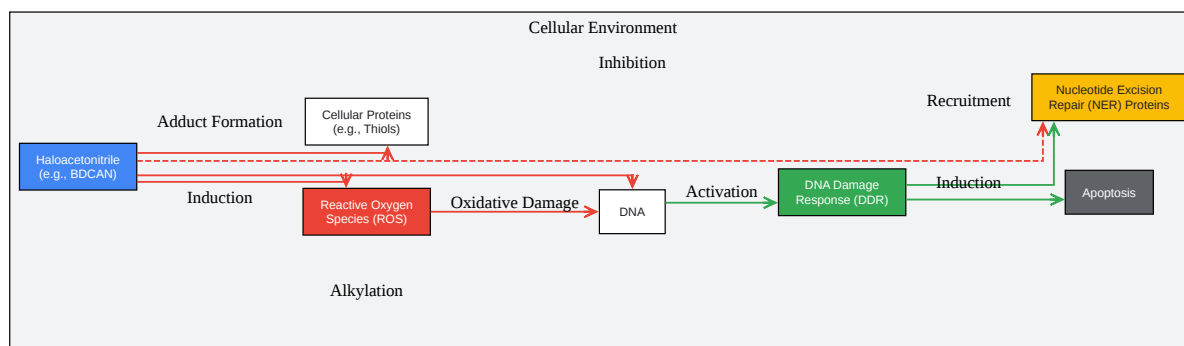 Cellular Environment
Inhibition
Nucleotide Excision
Repair (NER) Proteins
Recruitment
Cellular Proteins
(e.g., Thiols)
Adduct Formation
Haloacetonitrile
(e.g., BDCAN)
Induction
Reactive Oxygen
Species (ROS)
Oxidative Damage
DNA
Activation
DNA Damage
Response (DDR)
Induction
Apoptosis
Alkylation